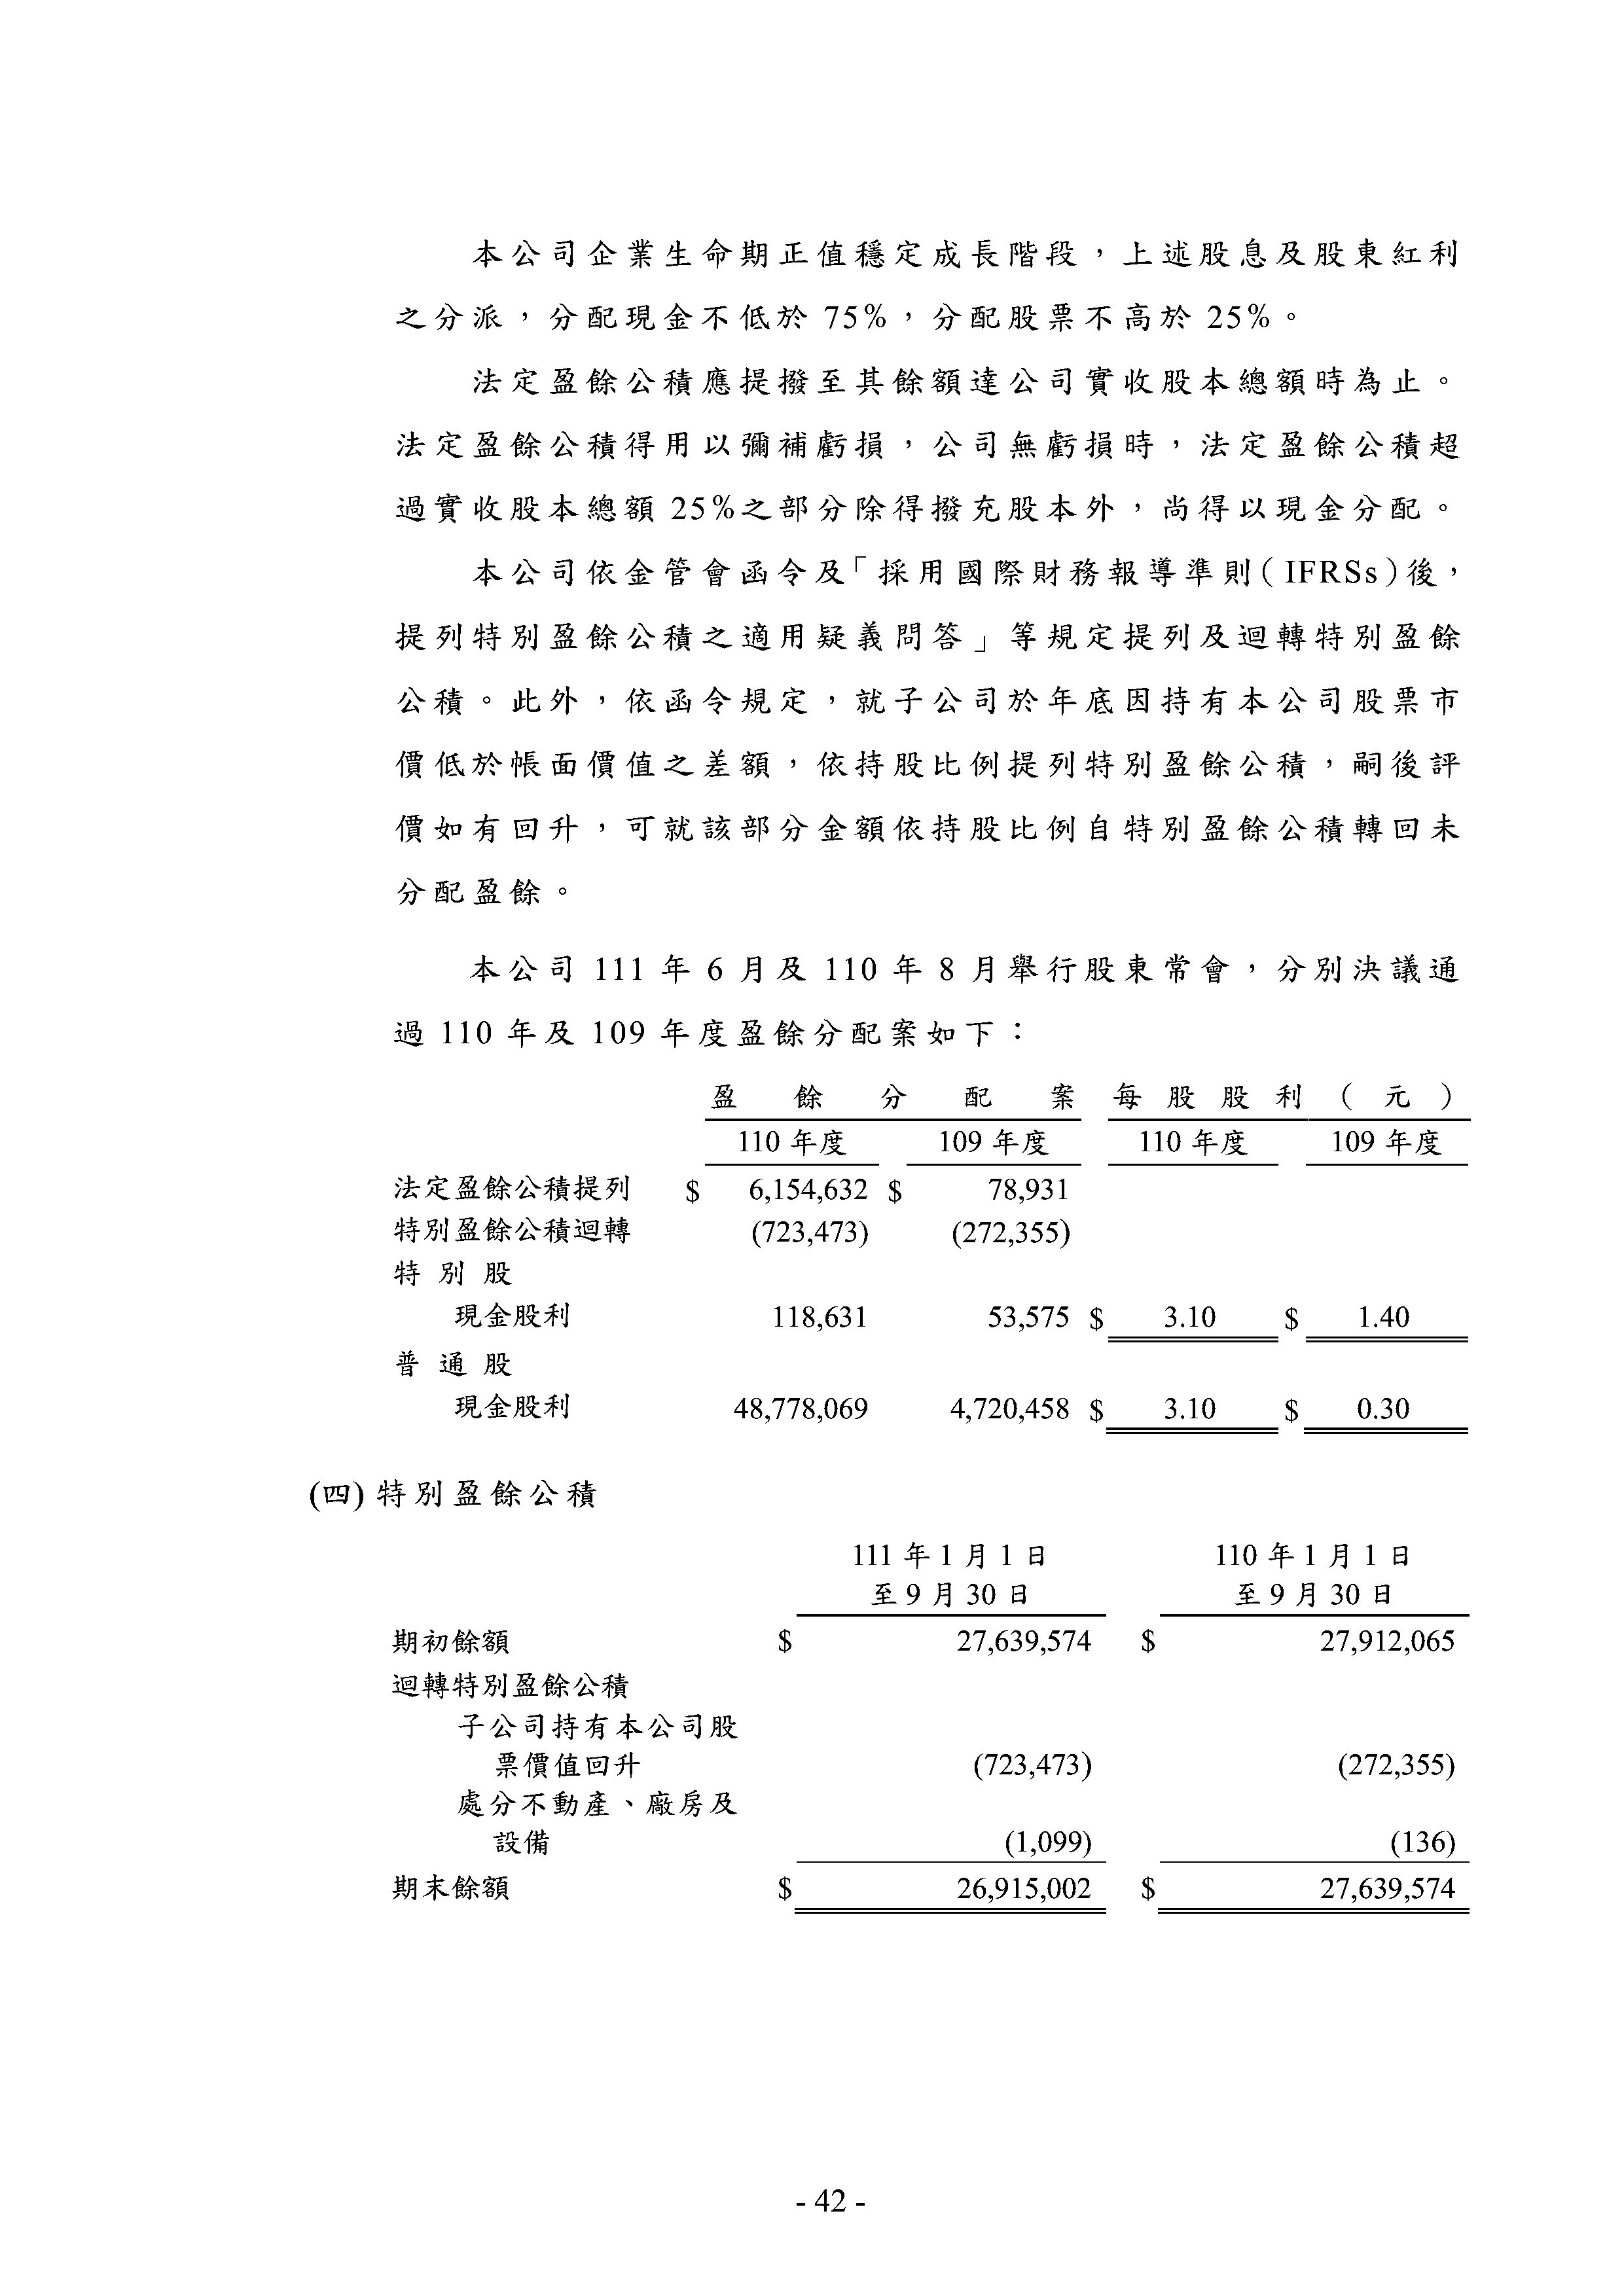 本公司企業生命期正值穩定成長階段，上述股息及股東紅利
之分派，分配現金不低於 75%，分配股票不高於 25%。
法定盈餘公積應提撥至其餘額達公司實收股本總額時為止。
法定盈餘公積得用以彌補虧損，公司無虧損時，法定盈餘公積超
過實收股本總額 25%之部分除得撥充股本外，尚得以現金分配。
本公司依金管會函令及「採用國際財務報導準則（IFRSs）後，
提列特別盈餘公積之適用疑義問答」等規定提列及迴轉特別盈餘
公積。此外，依函令規定，就子公司於年底因持有本公司股票市
價低於帳面價值之差額，依持股比例提列特別盈餘公積，嗣後評
價如有回升，可就該部分金額依持股比例自特別盈餘公積轉回未
分配盈餘。
本公司 111 年 6 月及 110 年 8 月舉行股東常會，分別決議通
過 110 年及 109 年度盈餘分配案如下：
盈餘分配案 每股股利（元）
110 年度 109 年度 110 年度 109 年度
法定盈餘公積提列 $ 6,154,632 $ 78,931
特別盈餘公積迴轉 (723,473) (272,355)
特別股
現金股利 118,631 53,575 $ 3.10 $ 1.40
普通股
現金股利 48,778,069 4,720,458 $ 3.10 $ 0.30
(四) 特別盈餘公積
111 年 1 月 1 日 110 年 1 月 1 日
至 9 月 30 日 至 9 月 30 日
期初餘額 $ 27,639,574 $ 27,912,065
迴轉特別盈餘公積
子公司持有本公司股
票價值回升 (723,473) (272,355)
處分不動產、廠房及
設備 (1,099) (136)
期末餘額 $ 26,915,002 $ 27,639,574
- 42 -